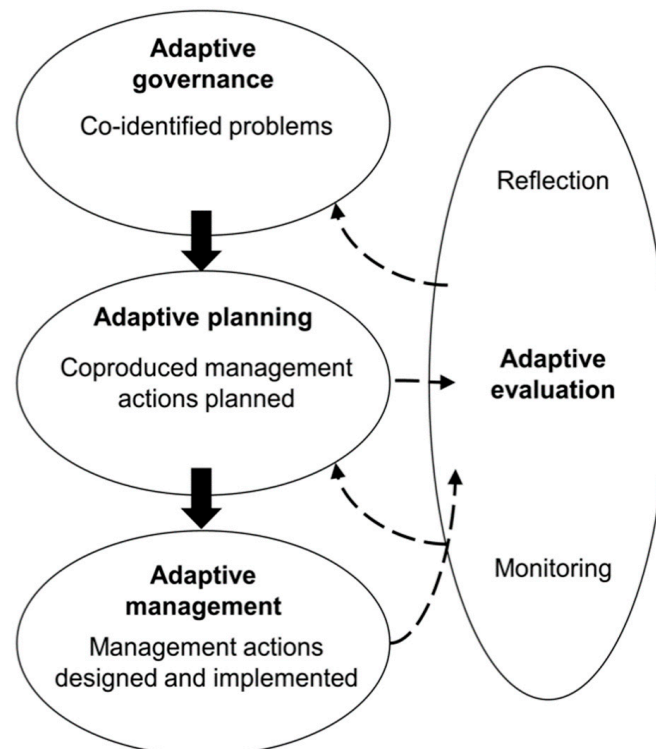 Adaptive
governance
Co-identified problems
Adaptive planning
Coproduced management
actions planned
Adaptive
management
Management actions
designed and implemented
Reflection
Adaptive
evaluation
Monitoring